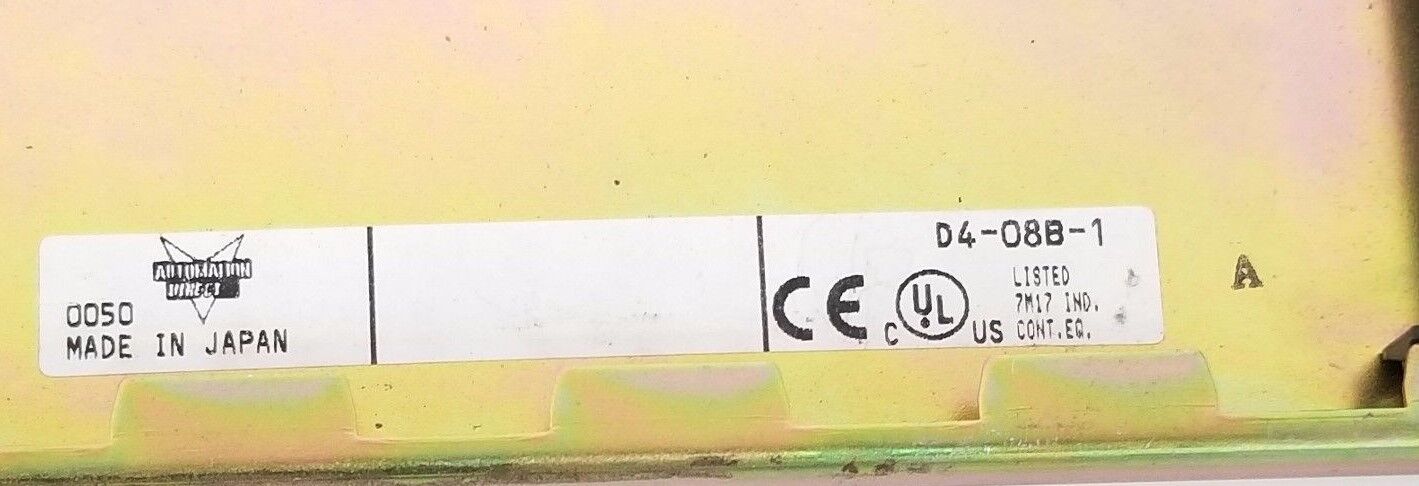 AUTOMATION
DIRECT
0050
MADE IN JAPAN
D4-08B-1
CE
C UL US
LISTED
7M17 IND.
CONT.EQ.
A